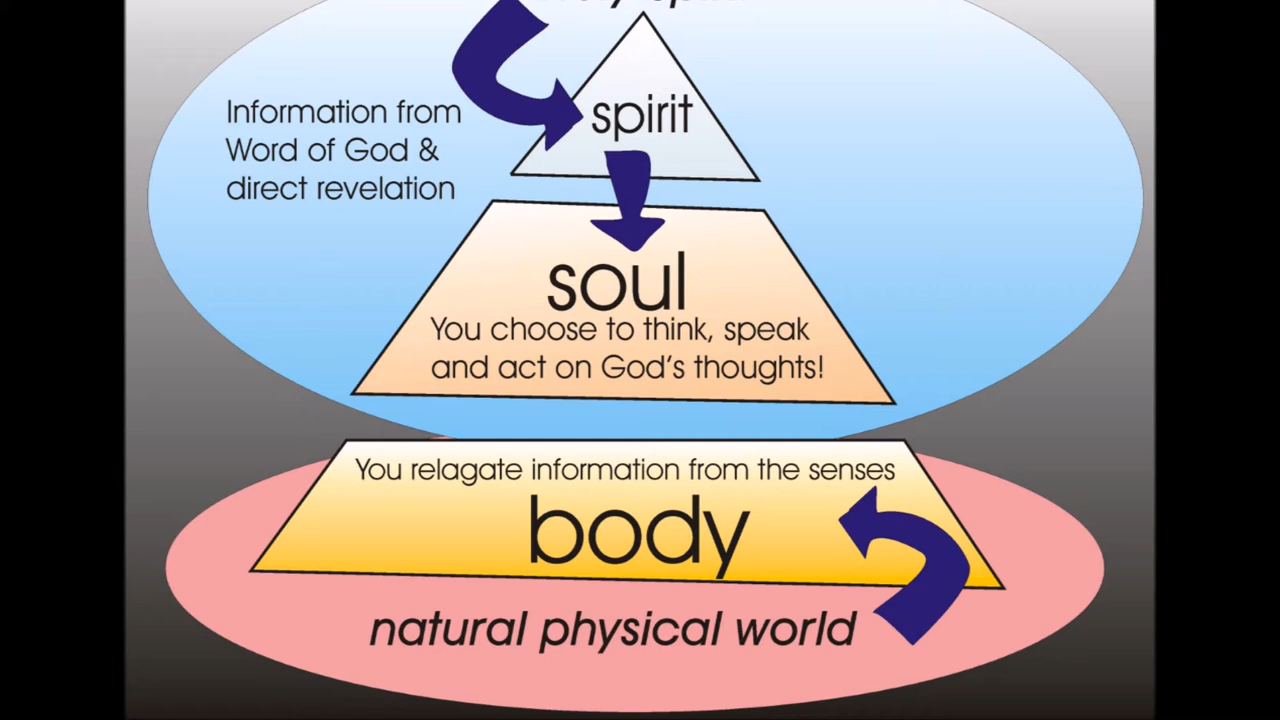 spirit
Information from
Word of God &
direct revelation
soul
You choose to think, speak
and act on God's thoughts!
You relagate information from the senses
body
natural physical world